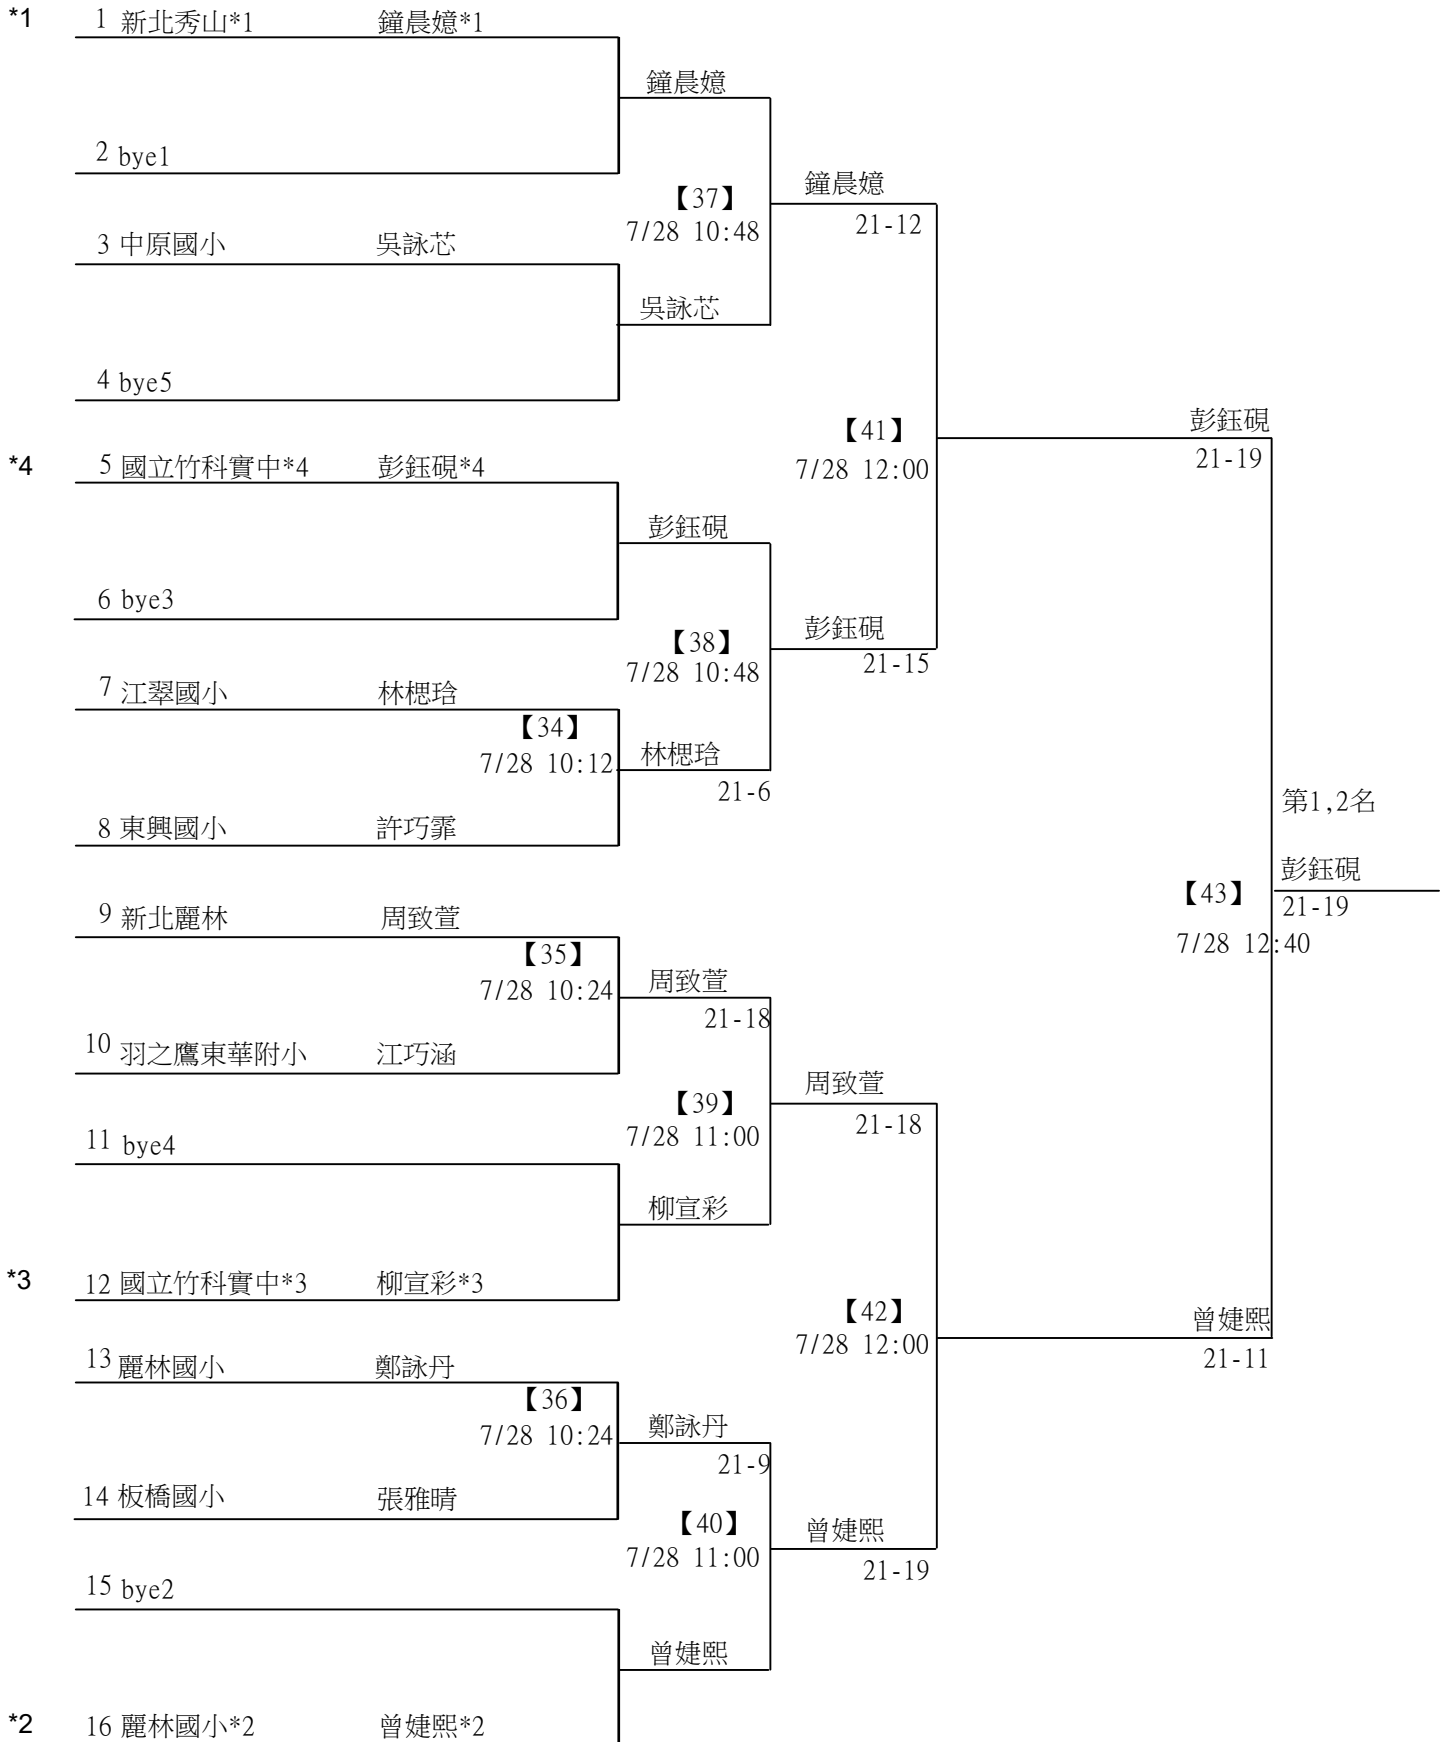 *1 1 新北秀山*1 鐘晨嬑*1
鐘晨嬑
2 bye1
【37】 鐘晨嬑
7/28 10:48 21-12
3 中原國小 吳詠芯
吳詠芯
4 bye5
【41】 彭鈺硯
*4 5 國立竹科實中*4 彭鈺硯*4 7/28 12:00 21-19
彭鈺硯
6 bye3
【38】 彭鈺硯
7/28 10:48 21-15
7 江翠國小 林楒琀
【34】
7/28 10:12 林楒琀
21-6
第1,2名
8 東興國小 許巧霏
彭鈺硯
【43】 21-19
9 新北麗林 周致萱
7/28 12:40
【35】
7/28 10:24 周致萱
21-18
10 羽之鷹東華附小 江巧涵
周致萱
【39】 21-18
11 bye4 7/28 11:00
柳宣彩
*3 12 國立竹科實中*3 柳宣彩*3
【42】 曾婕熙
7/28 12:00 21-11
13 麗林國小 鄭詠丹
【36】
7/28 10:24 鄭詠丹
21-9
14 板橋國小 張雅晴
【40】 曾婕熙
7/28 11:00 21-19
15 bye2
曾婕熙
*2 16 麗林國小*2 曾婕熙*2